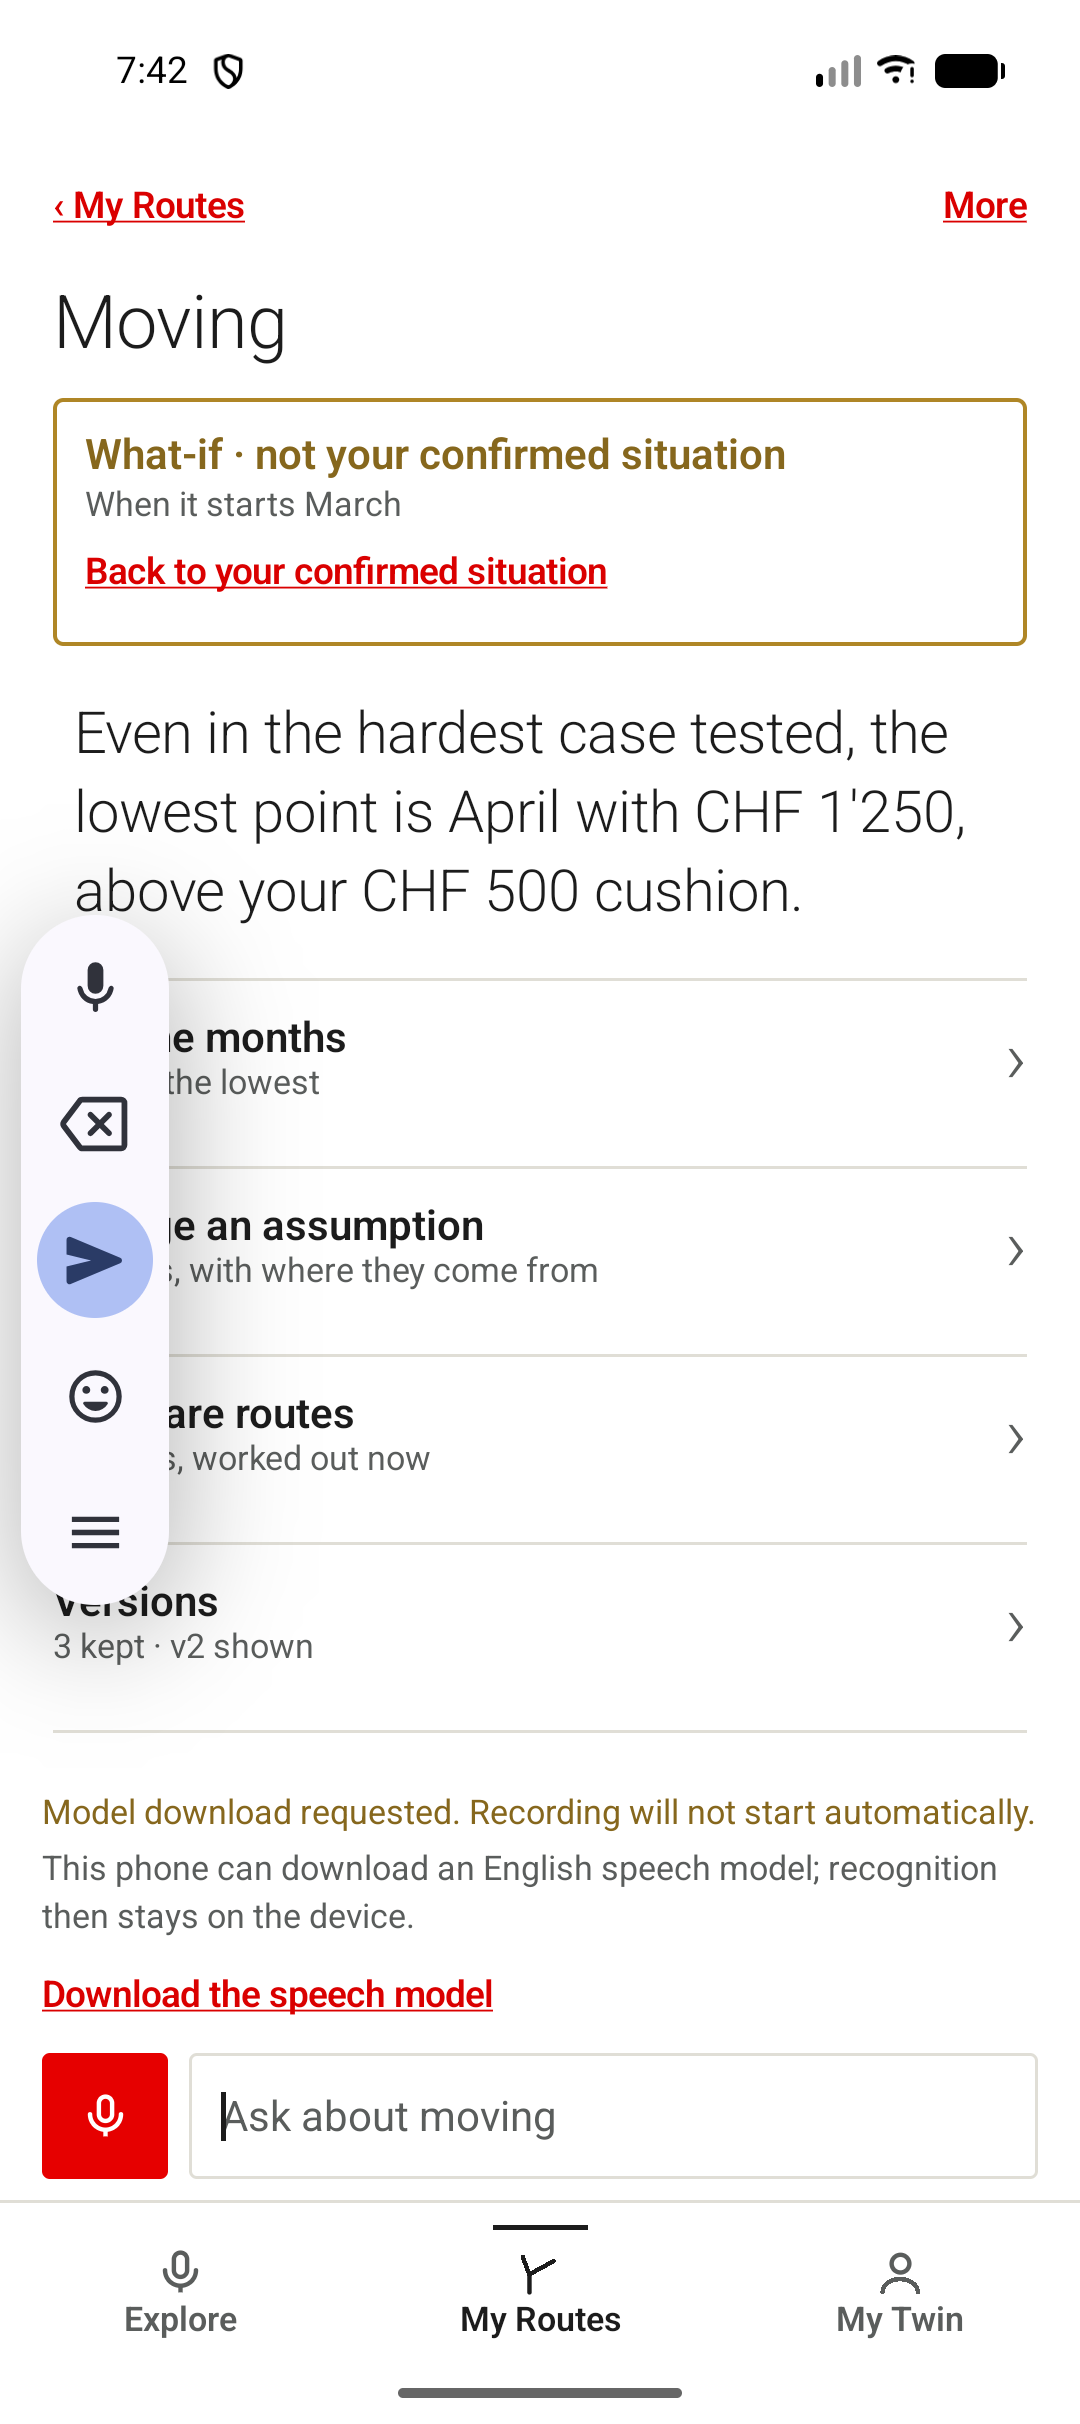 7:42
‹ My Routes
More
Moving
What-if · not your confirmed situation
When it starts March
Back to your confirmed situation
Even in the hardest case tested, the
lowest point is April with CHF 1'250,
above your CHF 500 cushion.
months
the lowest
an assumption
with where they come from
routes
worked out now
Versions
3 kept · v2 shown
Model download requested. Recording will not start automatically.
This phone can download an English speech model; recognition
then stays on the device.
Download the speech model
Ask about moving
Explore
My Routes
My Twin